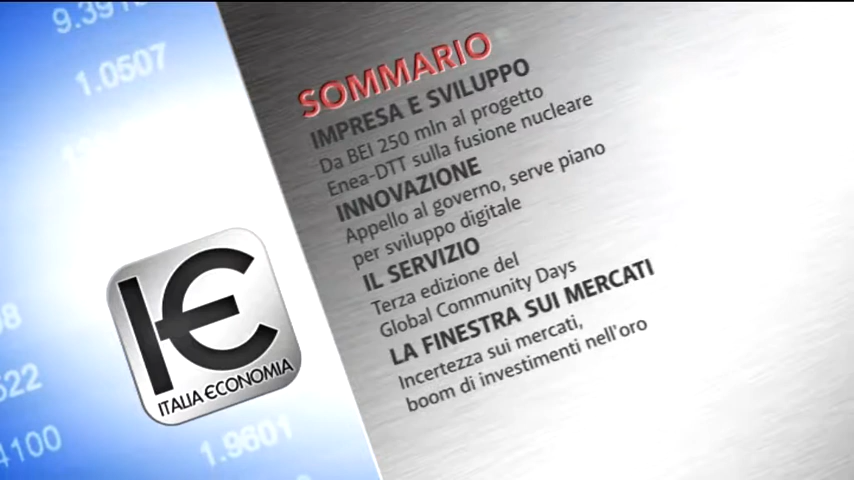 9.391
1.0507
SOMMARIO
IMPRESA E SVILUPPO
Da BEI 250 mln al progetto
Enea-DTT sulla fusione nucleare
INNOVAZIONE
Appello al governo, serve piano
per sviluppo digitale
IL SERVIZIO
Terza edizione del
Global Community Days
LA FINESTRA SUI MERCATI
Incertezza sui mercati,
boom di investimenti nell'oro
I€
ITALIA €CONOMIA
522
4100
1.9601